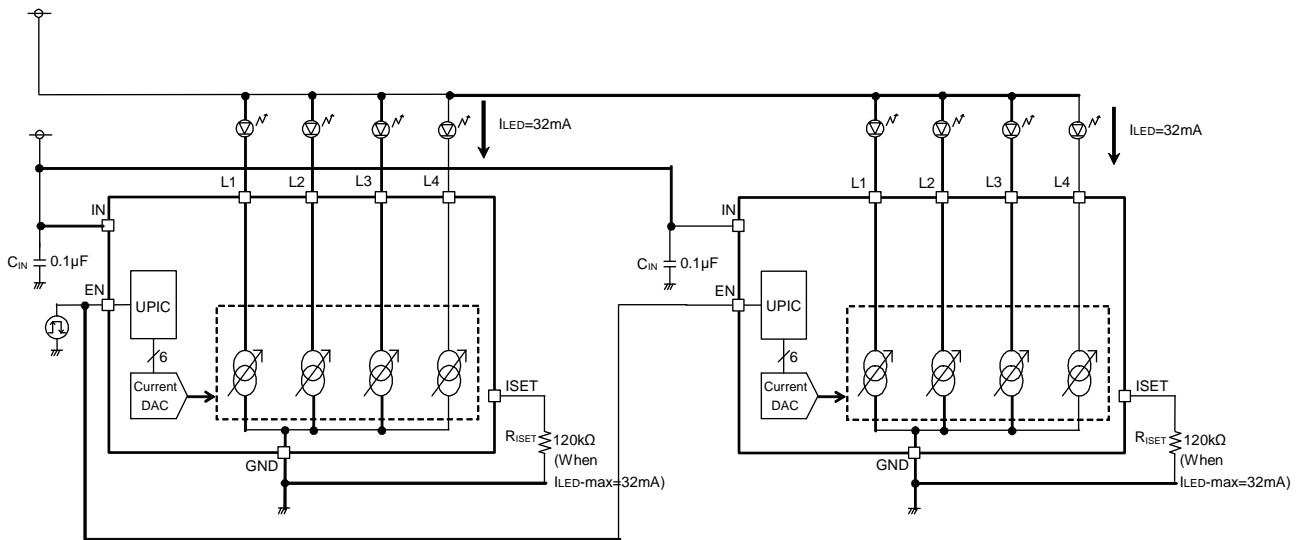 ILED=32mA
ILED=32mA
L1 L2 L3 L4
L1 L2 L3 L4
IN
IN
CIN 0.1µF
CIN 0.1µF
EN
EN
UPIC
UPIC
6
6
Current
DAC
Current
DAC
ISET
ISET
RISET 120kΩ
(When
ILED-max=32mA)
RISET 120kΩ
(When
ILED-max=32mA)
GND
GND